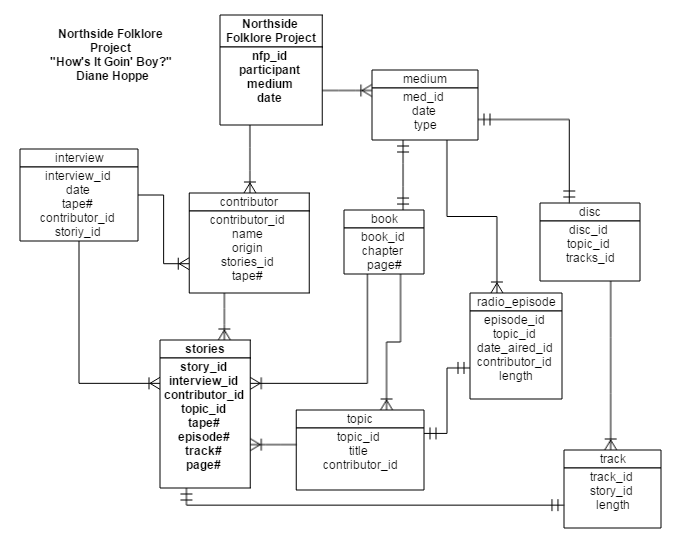 Northside Folklore
Project
"How's It Goin' Boy?"
Diane Hoppe
Northside
Folklore Project
nfp_id
participant
medium
date
medium
med_id
date
type
interview
interview_id
date
tape#
contributor_id
storiy_id
contributor
contributor_id
name
origin
stories_id
tape#
book
book_id
chapter
page#
disc
disc_id
topic_id
tracks_id
radio_episode
episode_id
topic_id
date_aired_id
contributor_id
length
stories
story_id
interview_id
contributor_id
topic_id
tape#
episode#
track#
page#
topic
topic_id
title
contributor_id
track
track_id
story_id
length